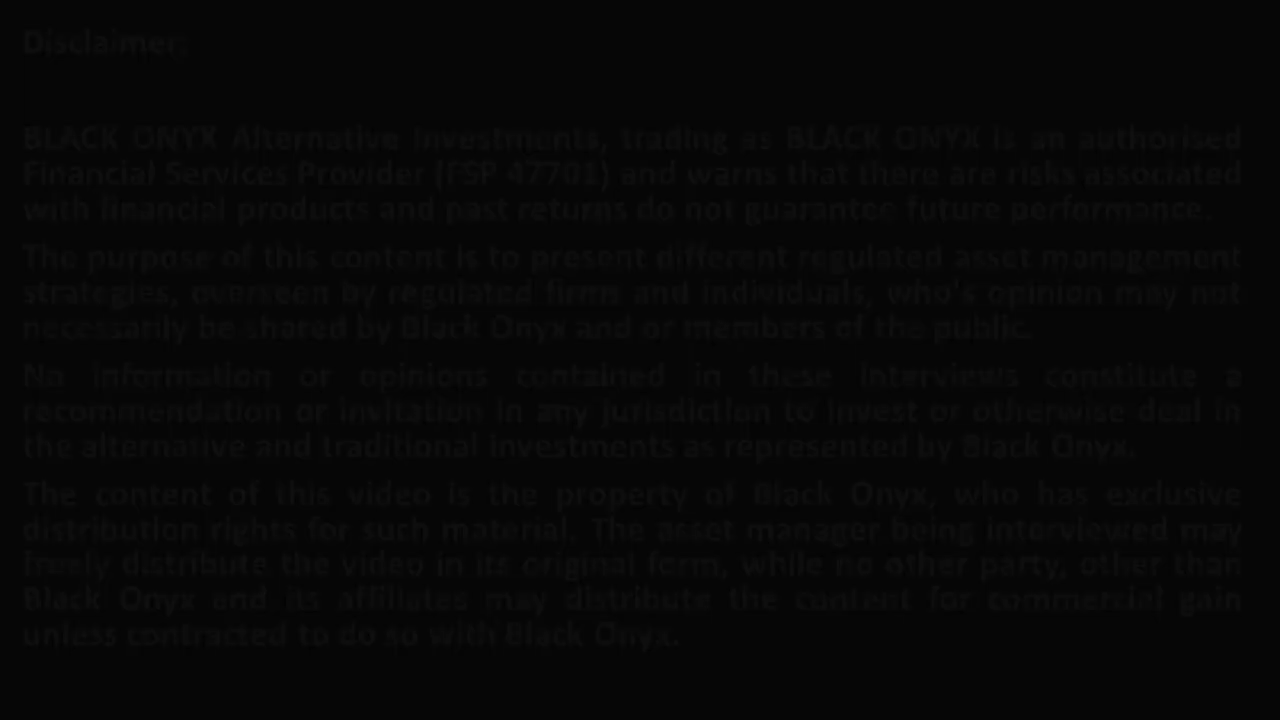 Disclaimer:
BLACK ONYX Alternative Investments, trading as BLACK ONYX is an authorised
Financial Services Provider (FSP 47701) and warns that there are risks associated
with financial products and past returns do not guarantee future performance.
The purpose of this content is to present different regulated asset management
strategies, overseen by regulated firms and individuals, who's opinion may not
necessarily be shared by Black Onyx and or members of the public.
No information or opinions contained in these interviews constitute a
recommendation or invitation in any jurisdiction to invest or otherwise deal in
the alternative and traditional investments as represented by Black Onyx.
The content of this video is the property of Black Onyx, who has exclusive
distribution rights for such material. The asset manager being interviewed may
freely distribute the video in its original form, while no other party, other than
Black Onyx and its affiliates may distribute the content for commercial gain
unless contracted to do so with Black Onyx.